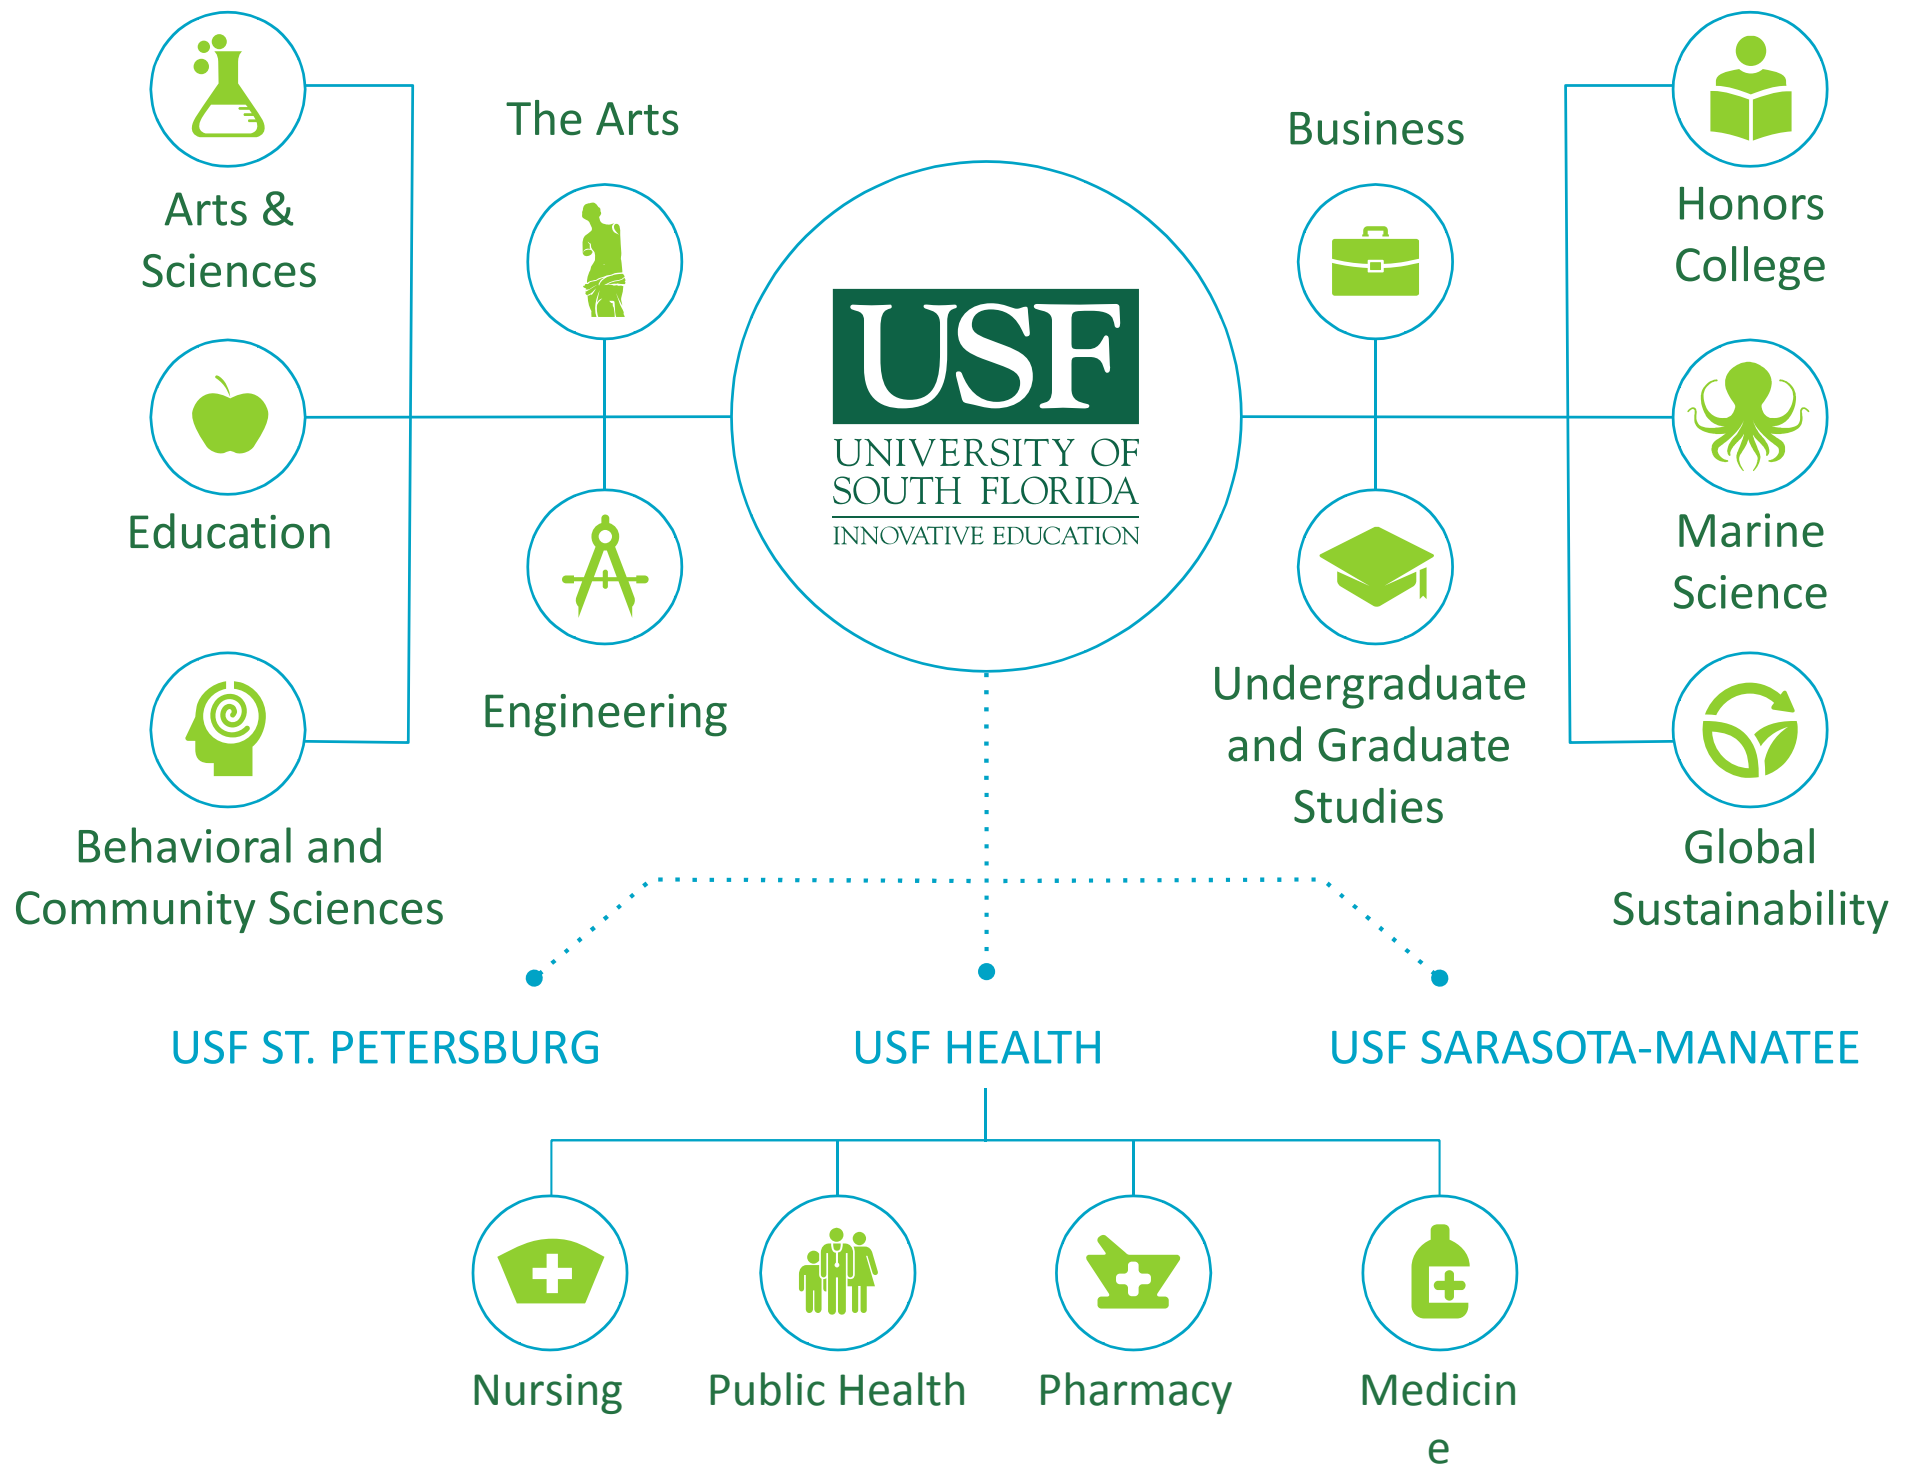 The Arts
Business
Arts &
Sciences
Honors
College
USF
UNIVERSITY OF
SOUTH FLORIDA
INNOVATIVE EDUCATION
Education
Marine
Science
Engineering
Undergraduate
and Graduate
Studies
Behavioral and
Community Sciences
Global
Sustainability
USF ST. PETERSBURG
USF HEALTH
USF SARASOTA-MANATEE
Nursing
Public Health
Pharmacy
Medicin
e